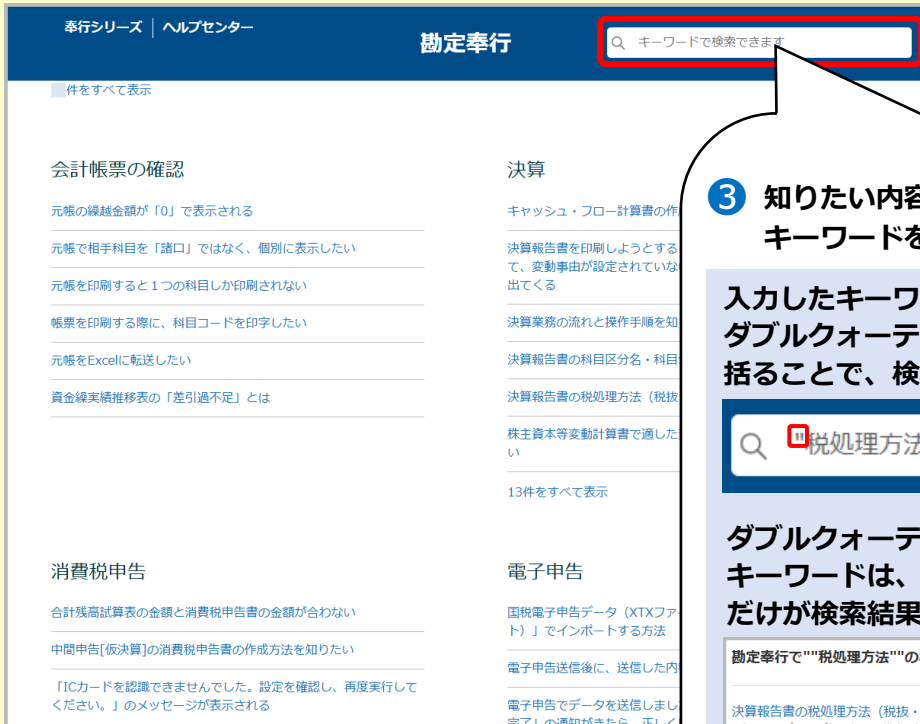 奉行シリーズ | ヘルプセンター
勘定奉行
キーワードで検索できます
件をすべて表示
会計帳票の確認
元帳の繰越金額が「0」で表示される
元帳で相手科目を「諸口」ではなく、個別に表示したい
元帳を印刷すると１つの科目しか印刷されない
帳票を印刷する際に、科目コードを印字したい
元帳をExcelに転送したい
資金繰実績推移表の「差引過不足」とは
決算
キャッシュ・フロー計算書の作
決算報告書を印刷しようとする
て、変動事由が設定されていな
出てくる
決算業務の流れと操作手順を知
決算報告書の科目区分名・科目
決算報告書の税処理方法（税抜
株主資本等変動計算書で適した
い
13件をすべて表示
消費税申告
合計残高試算表の金額と消費税申告書の金額が合わない
中間申告[仮決算]の消費税申告書の作成方法を知りたい
「ICカードを認識できませんでした。設定を確認し、再度実行して
ください。」のメッセージが表示される
電子申告
国税電子申告データ（XTXファ
ト）」でインポートする方法
電子申告送信後に、送信した内
電子申告でデータを送信しまし
完了」の通知がきたら、正しく
3 知りたい内容
キーワードを
入力したキーワ
ダブルクォーテ
括ることで、検
"税処理方法
ダブルクォーテ
キーワードは、
だけが検索結果
勘定奉行で""税処理方法""の
決算報告書の税処理方法（税抜・